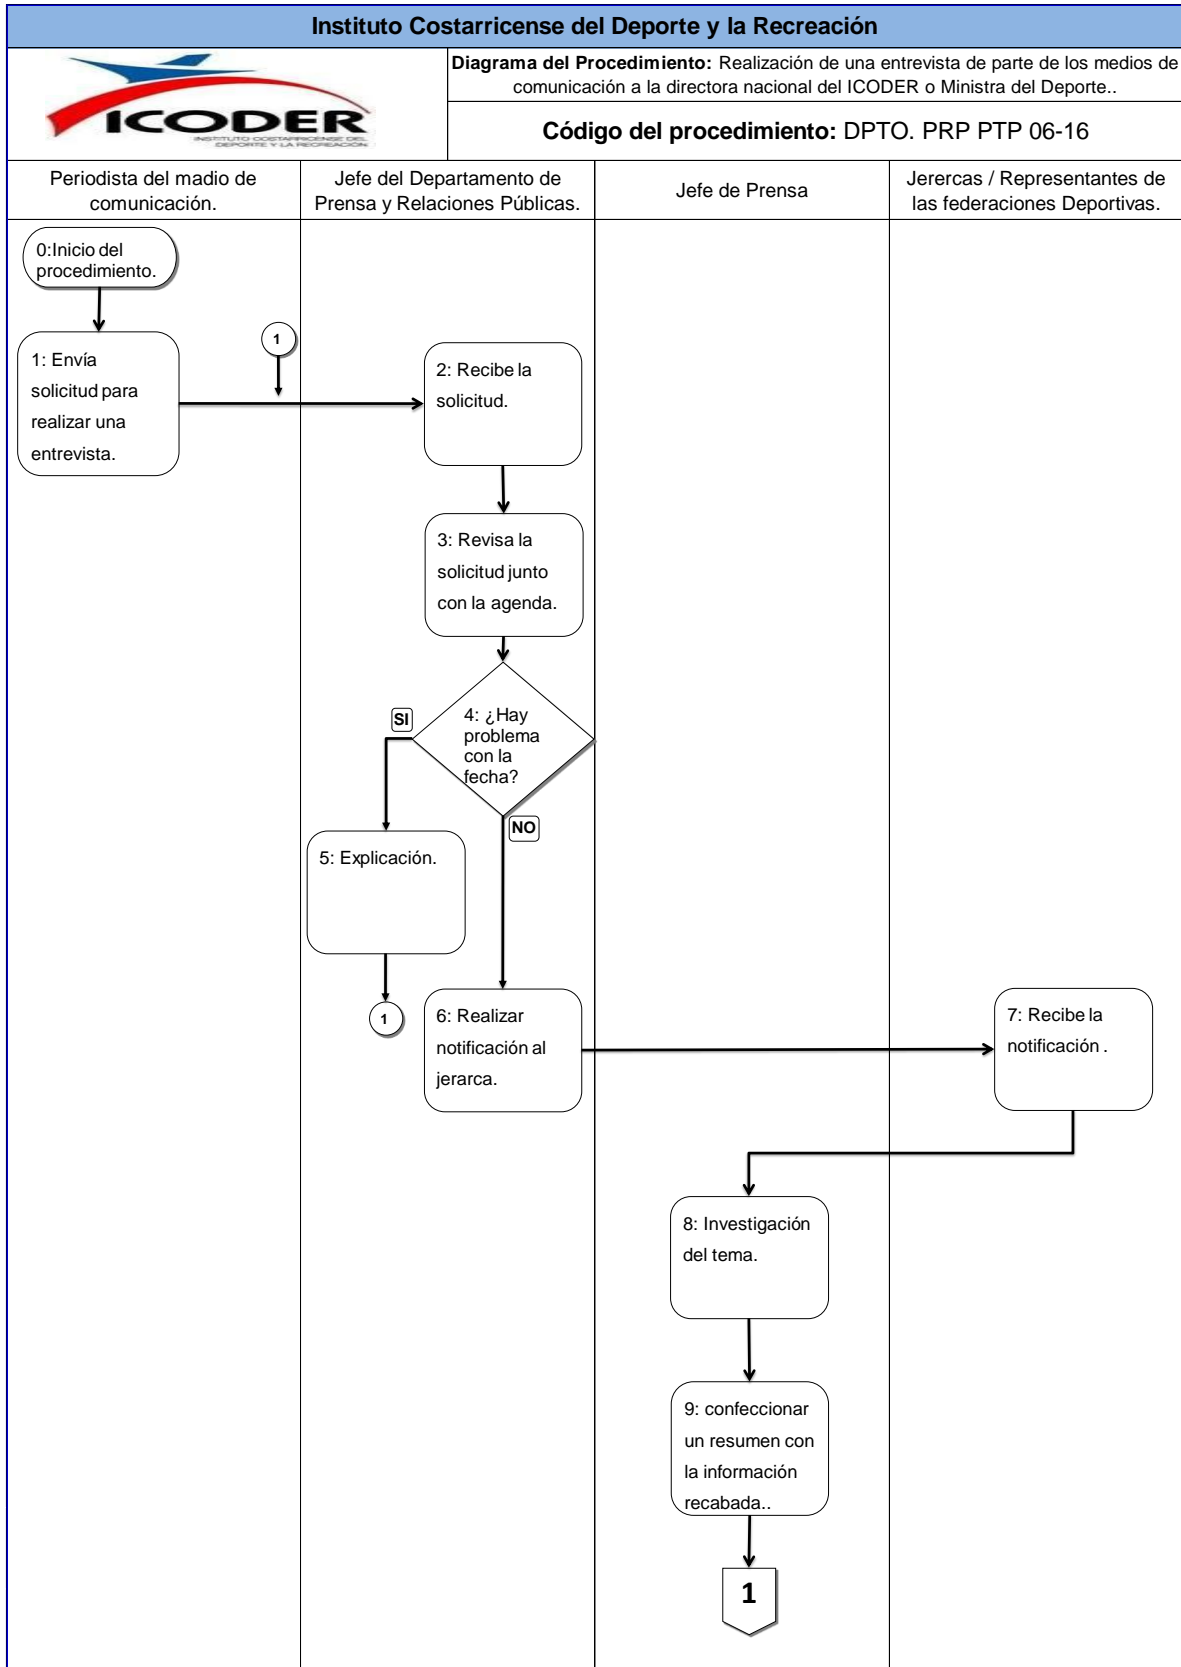 Instituto Costarricense del Deporte y la Recreación
ICODER
INSTITUTO COSTARRICENSE DEL
DEPORTE Y LA RECREACIÓN
Diagrama del Procedimiento: Realización de una entrevista de parte de los medios de
comunicación a la directora nacional del ICODER o Ministra del Deporte..
Código del procedimiento: DPTO. PRP PTP 06-16
Periodista del madio de
comunicación.
Jefe del Departamento de
Prensa y Relaciones Públicas.
Jefe de Prensa
Jerercas / Representantes de
las federaciones Deportivas.
0:Inicio del
procedimiento.
1
1: Envía
solicitud para
realizar una
entrevista.
2: Recibe la
solicitud.
3: Revisa la
solicitud junto
con la agenda.
SI
4: ¿Hay
problema
con la
fecha?
NO
5: Explicación.
1
6: Realizar
notificación al
jerarca.
7: Recibe la
notificación .
8: Investigación
del tema.
9: confeccionar
un resumen con
la información
recabada..
1